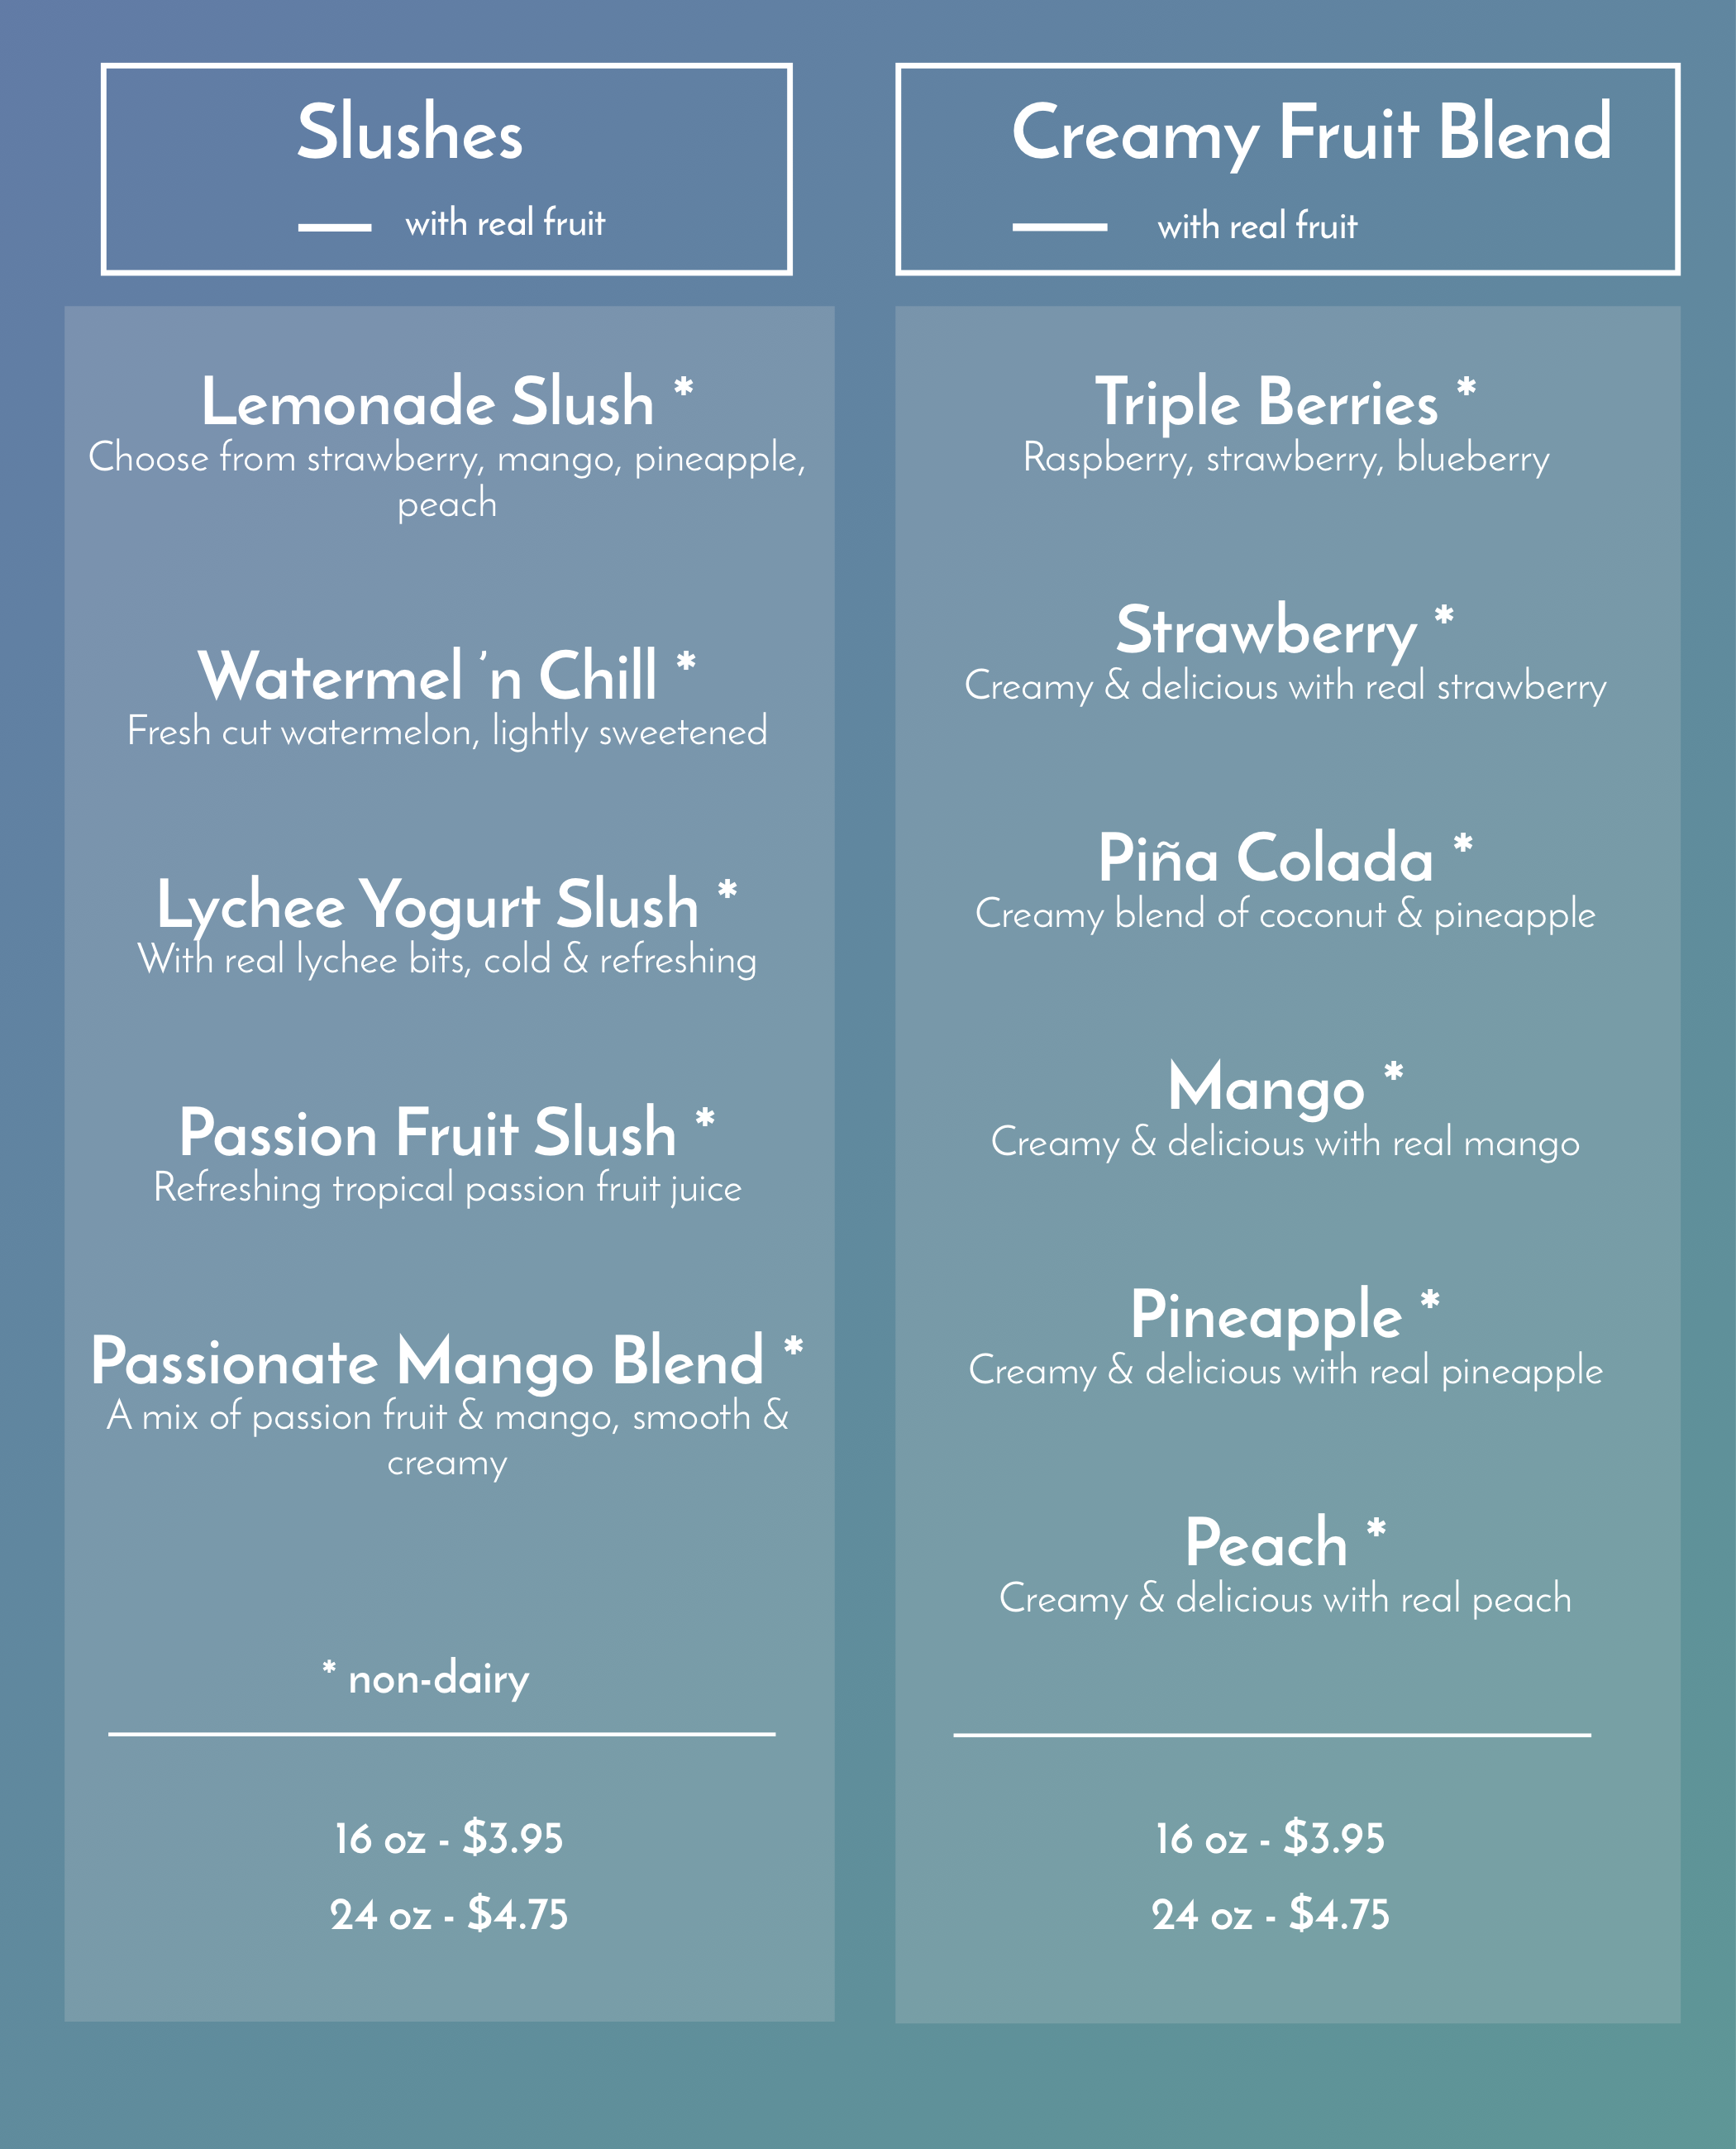 Slushes
with real fruit
Lemonade Slush *
Choose from strawberry, mango, pineapple,
peach
Watermel 'n Chill *
Fresh cut watermelon, lightly sweetened
Lychee Yogurt Slush *
With real lychee bits, cold & refreshing
Passion Fruit Slush *
Refreshing tropical passion fruit juice
Passionate Mango Blend *
A mix of passion fruit & mango, smooth &
creamy
* non-dairy
16 oz - $3.95
24 oz - $4.75
Creamy Fruit Blend
with real fruit
Triple Berries *
Raspberry, strawberry, blueberry
Strawberry *
Creamy & delicious with real strawberry
Piña Colada *
Creamy blend of coconut & pineapple
Mango *
Creamy & delicious with real mango
Pineapple *
Creamy & delicious with real pineapple
Peach *
Creamy & delicious with real peach
16 oz - $3.95
24 oz - $4.75